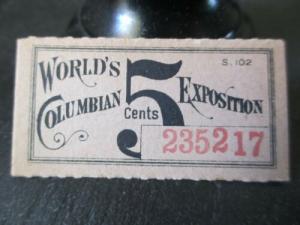 WORLD'S S. 102
COLUMBIAN 5 EXPOSITION
Cents
235217